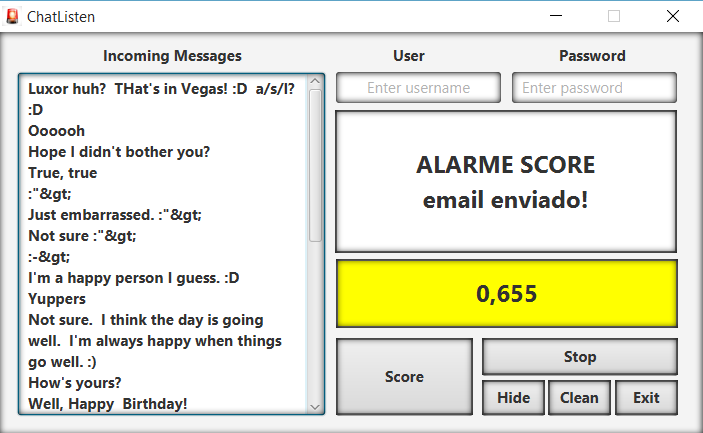 ChatListen
Incoming Messages
Luxor huh?  THat's in Vegas! :D  a/s/l?
:D
Oooooh
Hope I didn't bother you?
True, true
:"&gt;
Just embarrassed. :"&gt;
Not sure :"&gt;
:-&gt;
I'm a happy person I guess. :D
Yuppers
Not sure.  I think the day is going
well.  I'm always happy when things
go well. :)
How's yours?
Well, Happy  Birthday!
User
Password
Enter username
Enter password
ALARME SCORE
email enviado!
0,655
Score
Stop
Hide
Clean
Exit